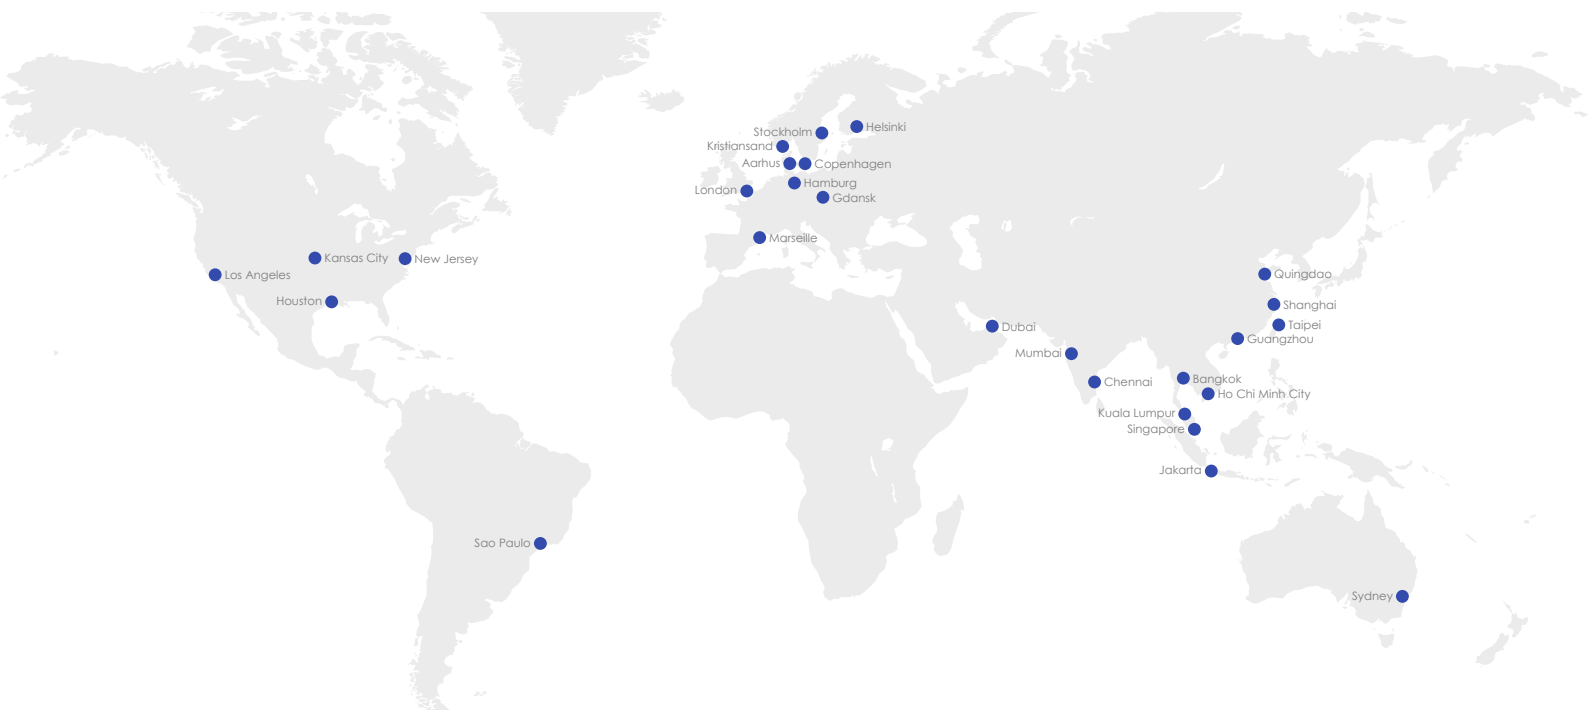 Helsinki
Stockholm
Kristiansand
Aarhus
Copenhagen
Hamburg
London
Gdansk
Marseille
Kansas City
New Jersey
Los Angeles
Quingdao
Houston
Shanghai
Taipei
Dubai
Guangzhou
Mumbai
Bangkok
Chennai
Ho Chi Minh City
Kuala Lumpur
Singapore
Jakarta
Sao Paulo
Sydney